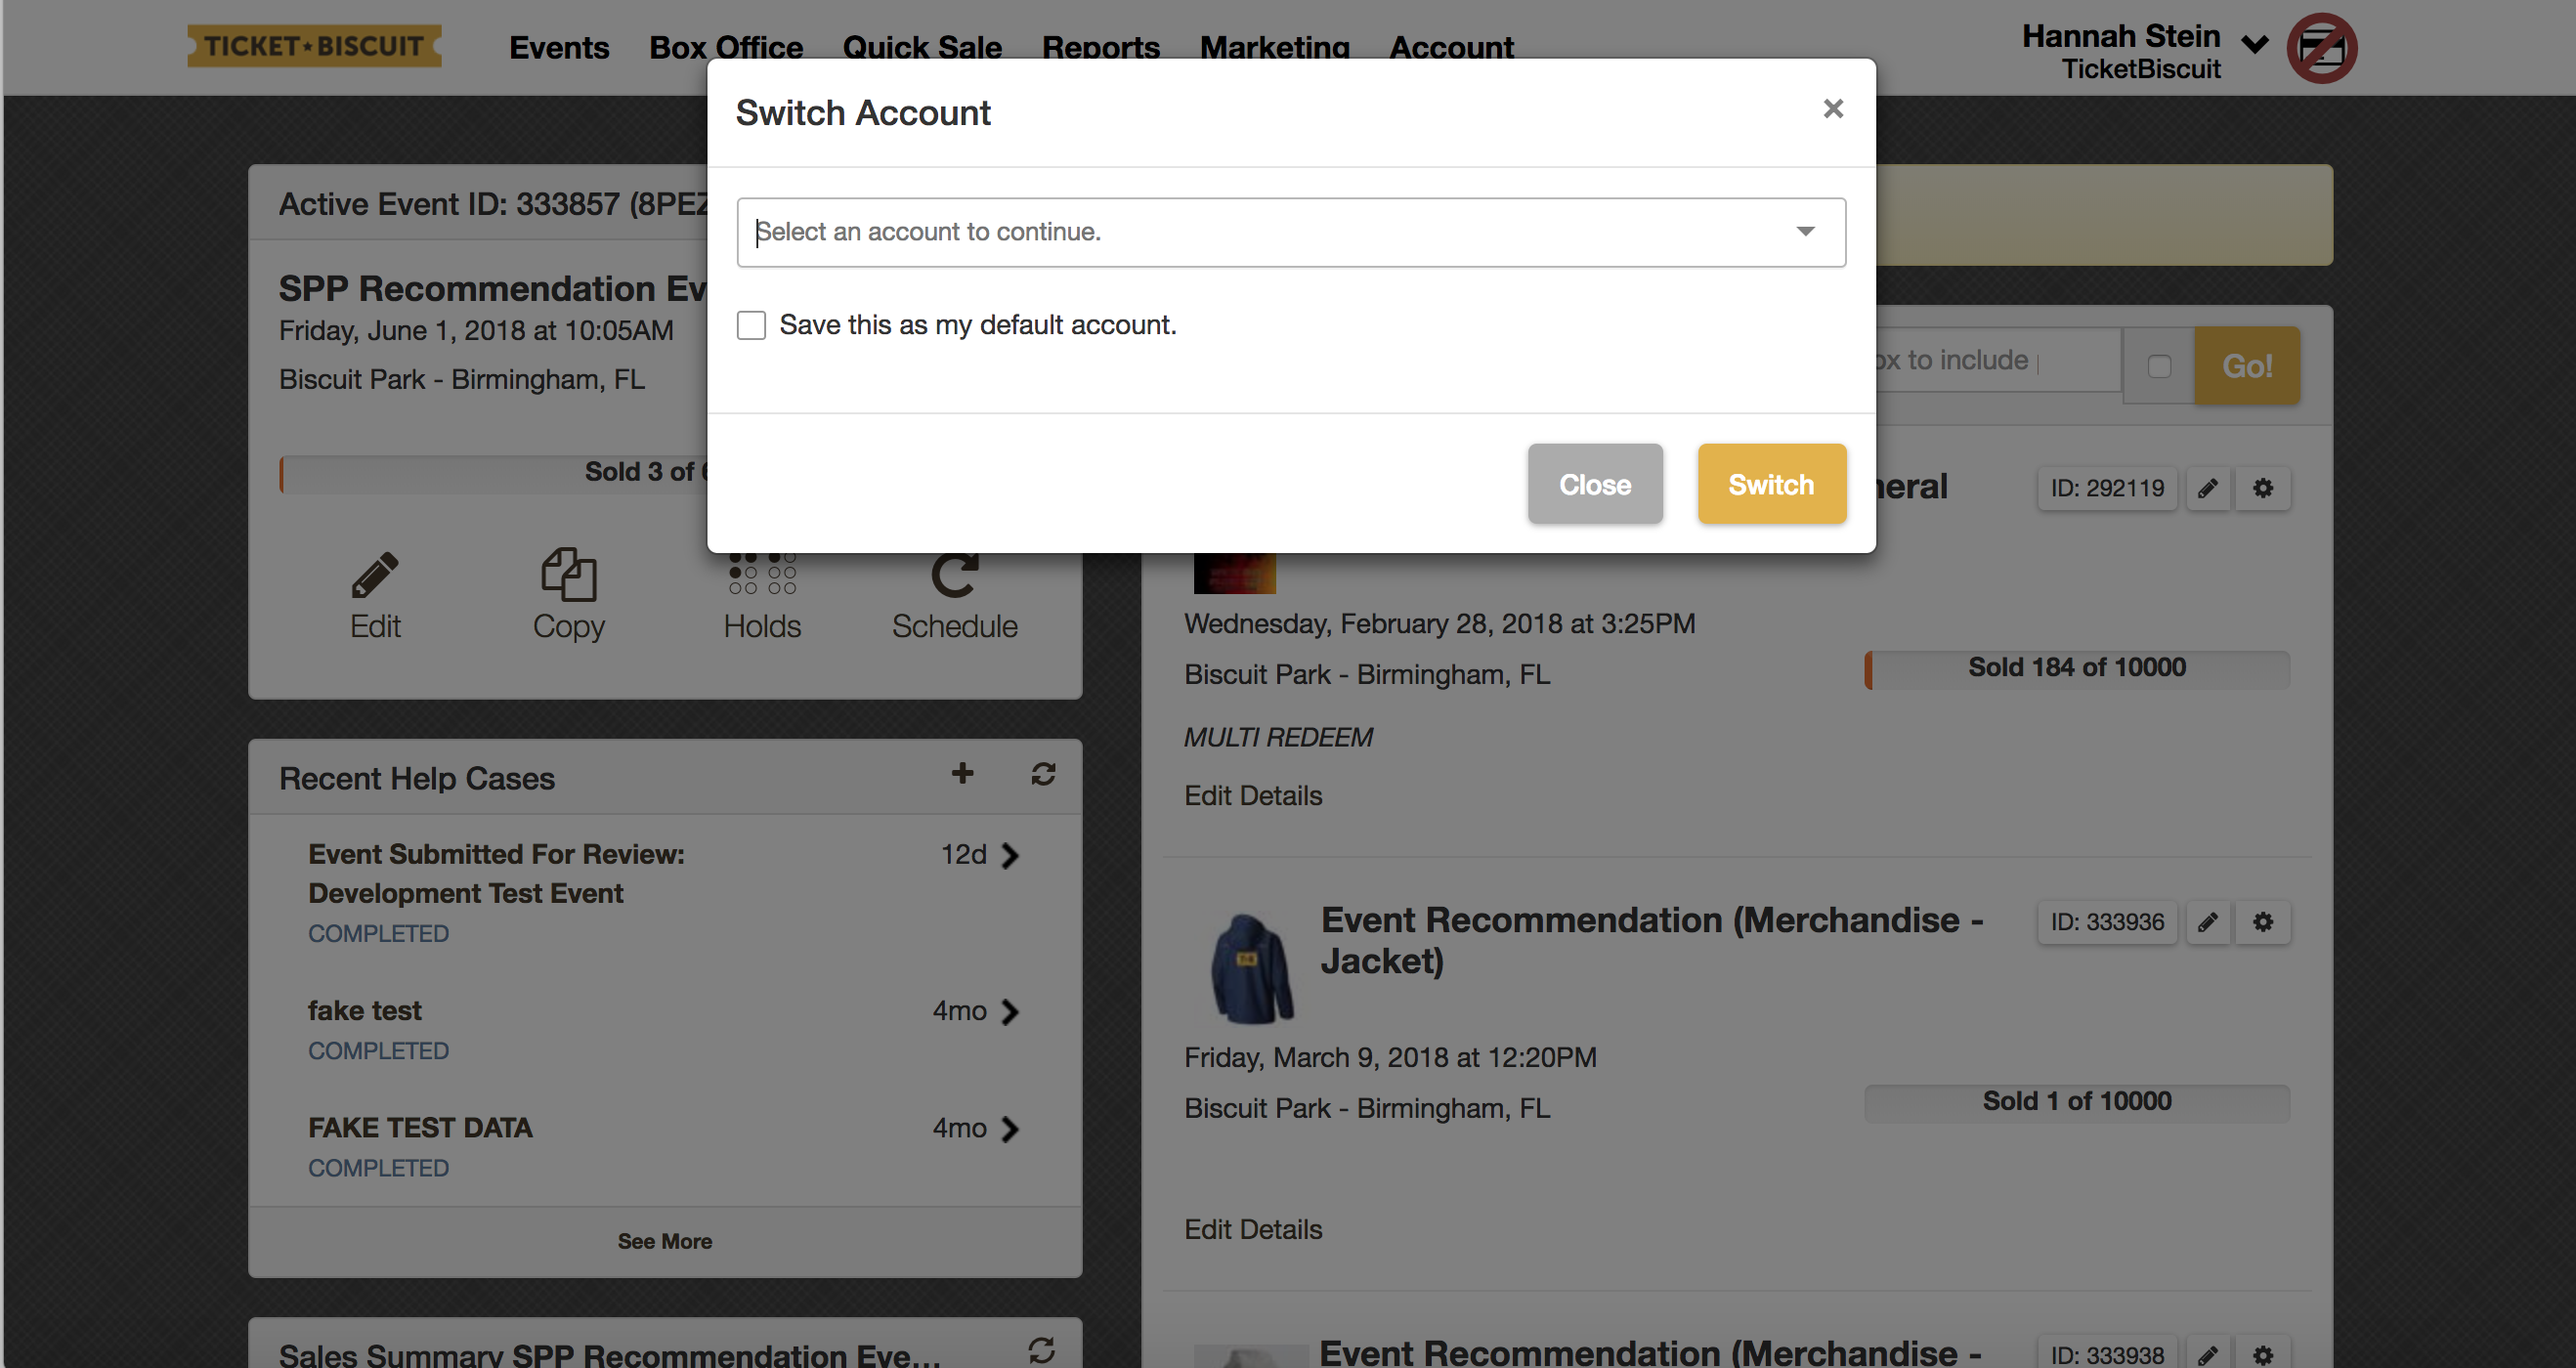 TICKET★BISCUIT
Events Box Office Quick Sale Reports Marketing Account
Hannah Stein
TicketBiscuit
Switch Account
×
Select an account to continue.
Save this as my default account.
Close Switch
Active Event ID: 333857 (8PEZ
SPP Recommendation Ev
Friday, June 1, 2018 at 10:05AM
Biscuit Park - Birmingham, FL
Sold 3 of
Edit Copy Holds Schedule
Recent Help Cases
Event Submitted For Review:
Development Test Event
12d
COMPLETED
fake test
4mo
COMPLETED
FAKE TEST DATA
4mo
COMPLETED
See More
Sales Summary SPP Recommendation Eve...
ox to include
Go!
neral
ID: 292119
Wednesday, February 28, 2018 at 3:25PM
Biscuit Park - Birmingham, FL
Sold 184 of 10000
MULTI REDEEM
Edit Details
Event Recommendation (Merchandise -
Jacket)
ID: 333936
Friday, March 9, 2018 at 12:20PM
Biscuit Park - Birmingham, FL
Sold 1 of 10000
Edit Details
Event Recommendation (Merchandise -
ID: 333938